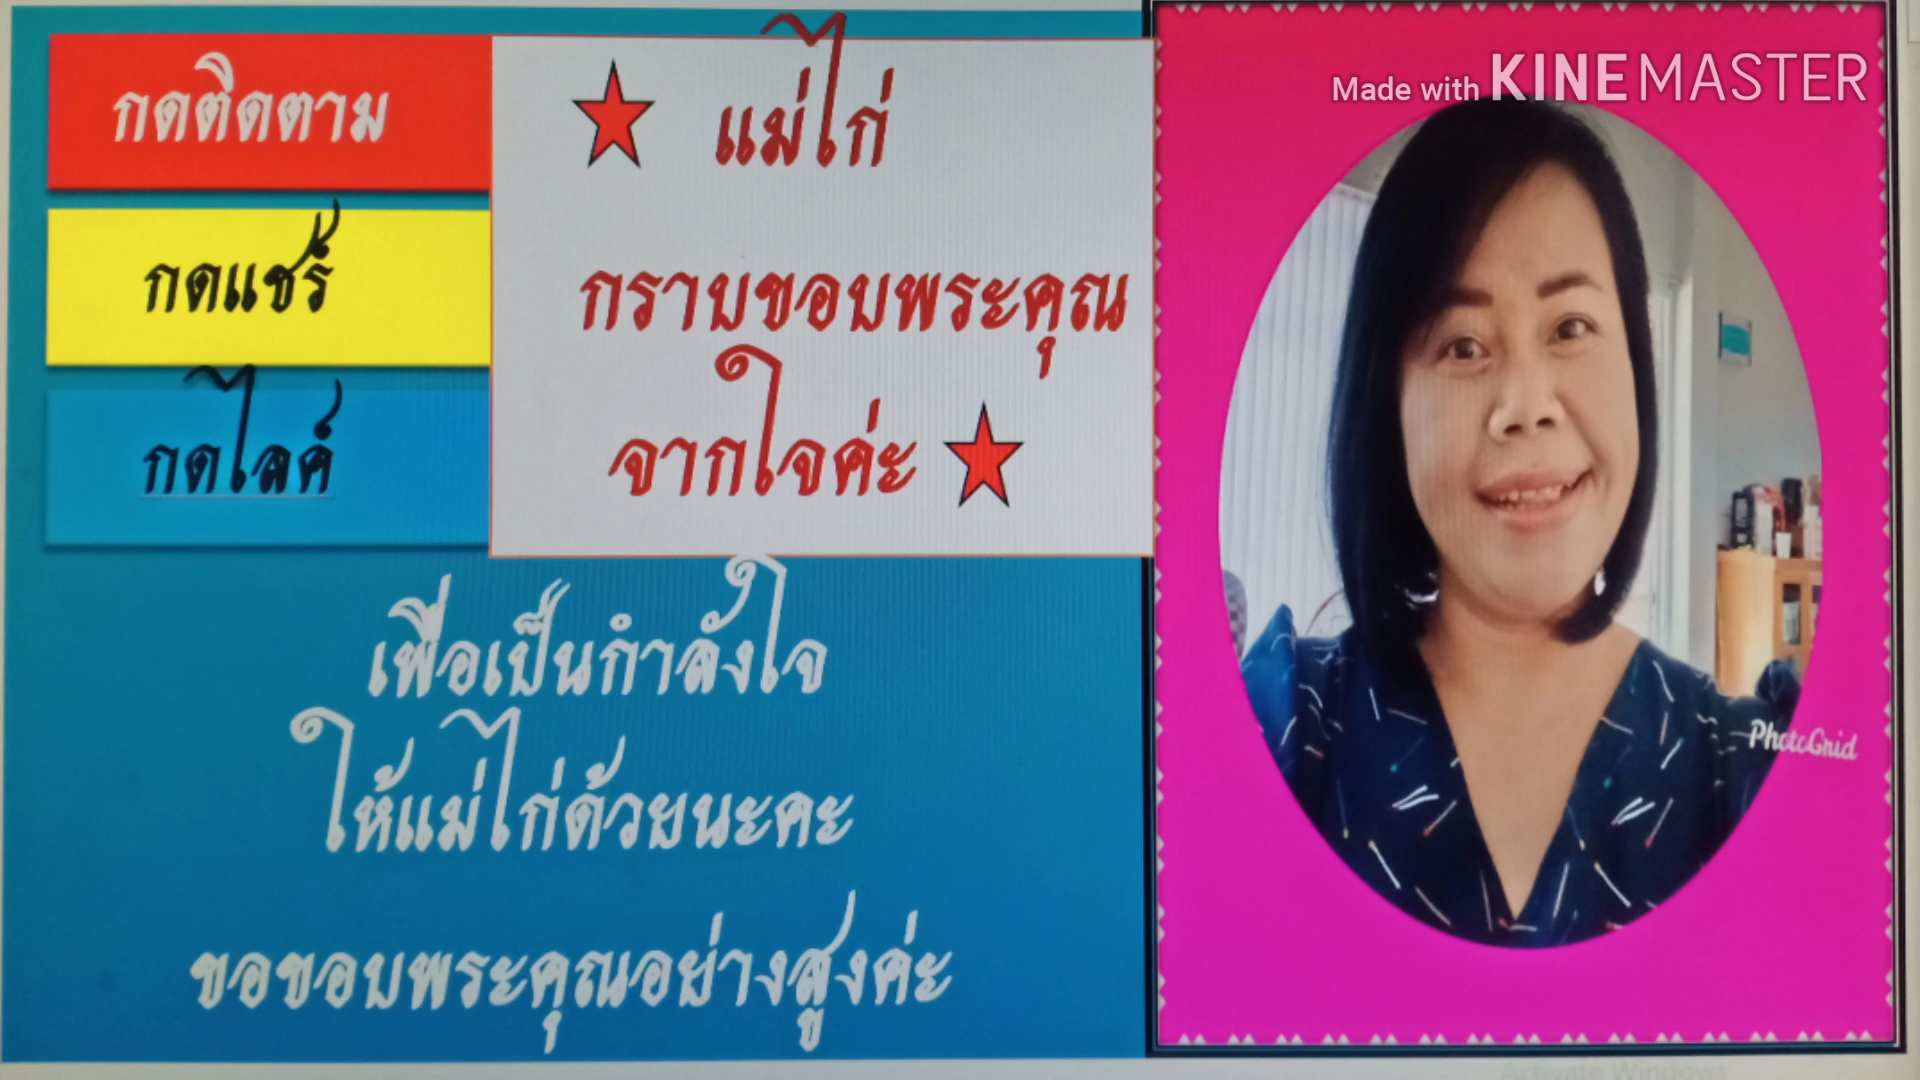 กดติดตาม
กดแชร์
กดไลค์
แม่ไก่
กราบขอบพระคุณ
จากใจค่ะ
เพื่อเป็นกำลังใจ
ให้แม่ไก่ด้วยนะคะ
ขอขอบพระคุณอย่างสูงค่ะ
Made with KINEMASTER
PhotoGrid
Activate Windows